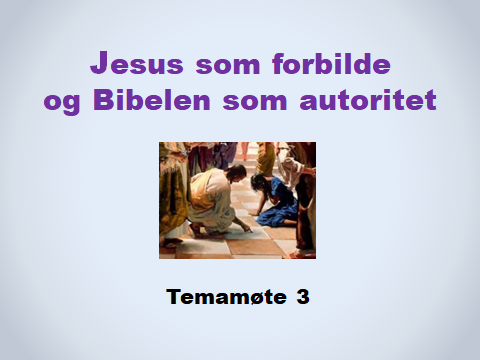 Jesus som forbilde
og Bibelen som autoritet
Temamøte 3